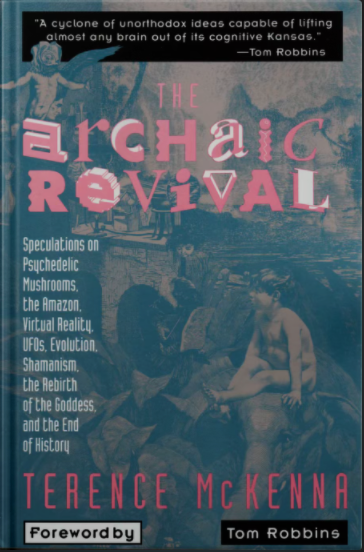 "A cyclone of unorthodox ideas capable of lifting
almost any brain out of its cognitive Kansas."
—Tom Robbins
THE
aRCHaiC
ReViVAL
Speculations on
Psychedelic
Mushrooms,
the Amazon,
Virtual Reality,
UFOs, Evolution,
Shamanism,
the Rebirth
of the Goddess,
and the End
of History
TERENCE McKENNA
Foreword by
Tom Robbins